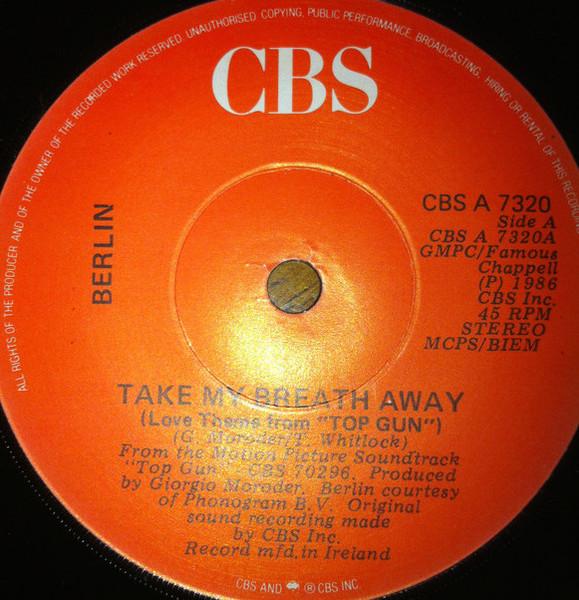 ALL RIGHTS OF THE PRODUCER AND OF THE OWNER OF THE RECORDED WORK RESERVED UNAUTHORISED COPYING, PUBLIC PERFORMANCE, BROADCASTING, HIRING OR RENTAL OF THIS RECORDING
CBS
BERLIN
CBS A 7320
Side A
CBS A 7320A
GMPC/Famous
Chappell
(P) 1986
CBS Inc.
45 RPM
STEREO
MCPS/BIEM
TAKE MY BREATH AWAY
(Love Theme from "TOP GUN")
(G. Moroder/T. Whitlock)
From the Motion Picture Soundtrack
"Top Gun." CBS 70296. Produced
by Giorgio Moroder. Berlin courtesy
of Phonogram B.V. Original
sound recording made
by CBS Inc.
Record mfd. in Ireland
CBS AND ® CBS INC.